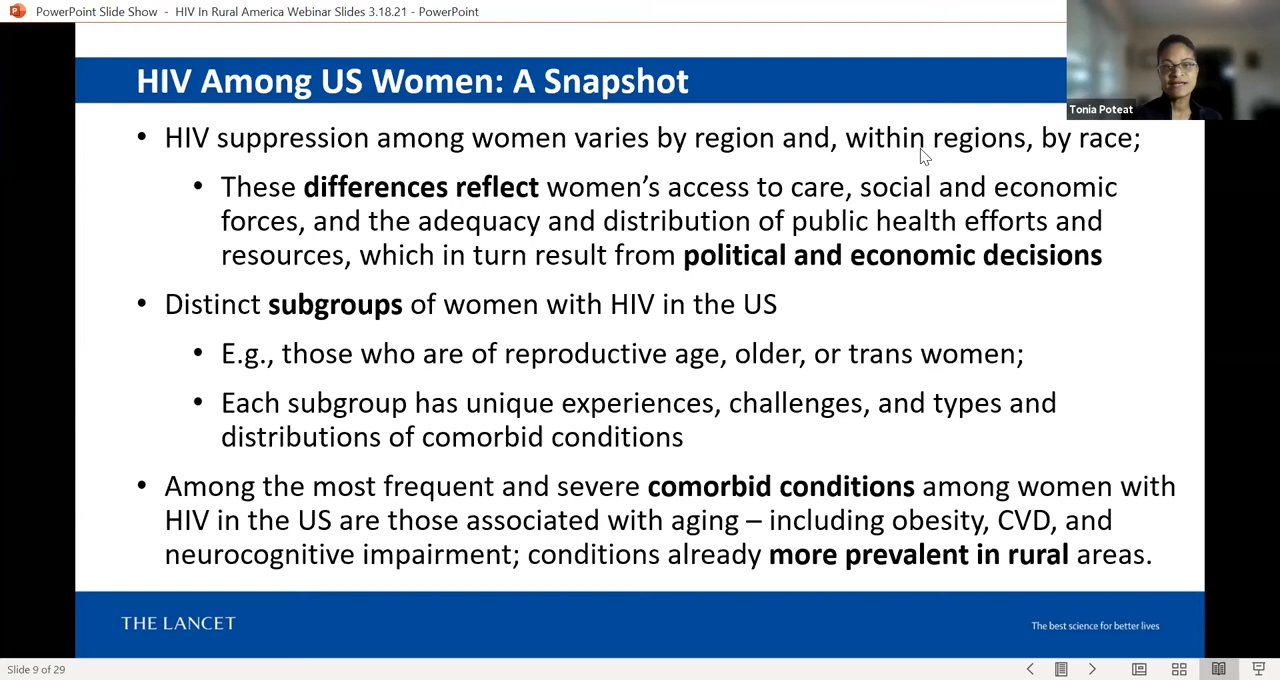 PowerPoint Slide Show - HIV In Rural America Webinar Slides 3.18.21 - PowerPoint
HIV Among US Women: A Snapshot
Tonia Poteat
• HIV suppression among women varies by region and, within regions, by race;
• These differences reflect women’s access to care, social and economic
forces, and the adequacy and distribution of public health efforts and
resources, which in turn result from political and economic decisions
• Distinct subgroups of women with HIV in the US
• E.g., those who are of reproductive age, older, or trans women;
• Each subgroup has unique experiences, challenges, and types and
distributions of comorbid conditions
• Among the most frequent and severe comorbid conditions among women with
HIV in the US are those associated with aging – including obesity, CVD, and
neurocognitive impairment; conditions already more prevalent in rural areas.
THE LANCET
The best science for better lives
Slide 9 of 29